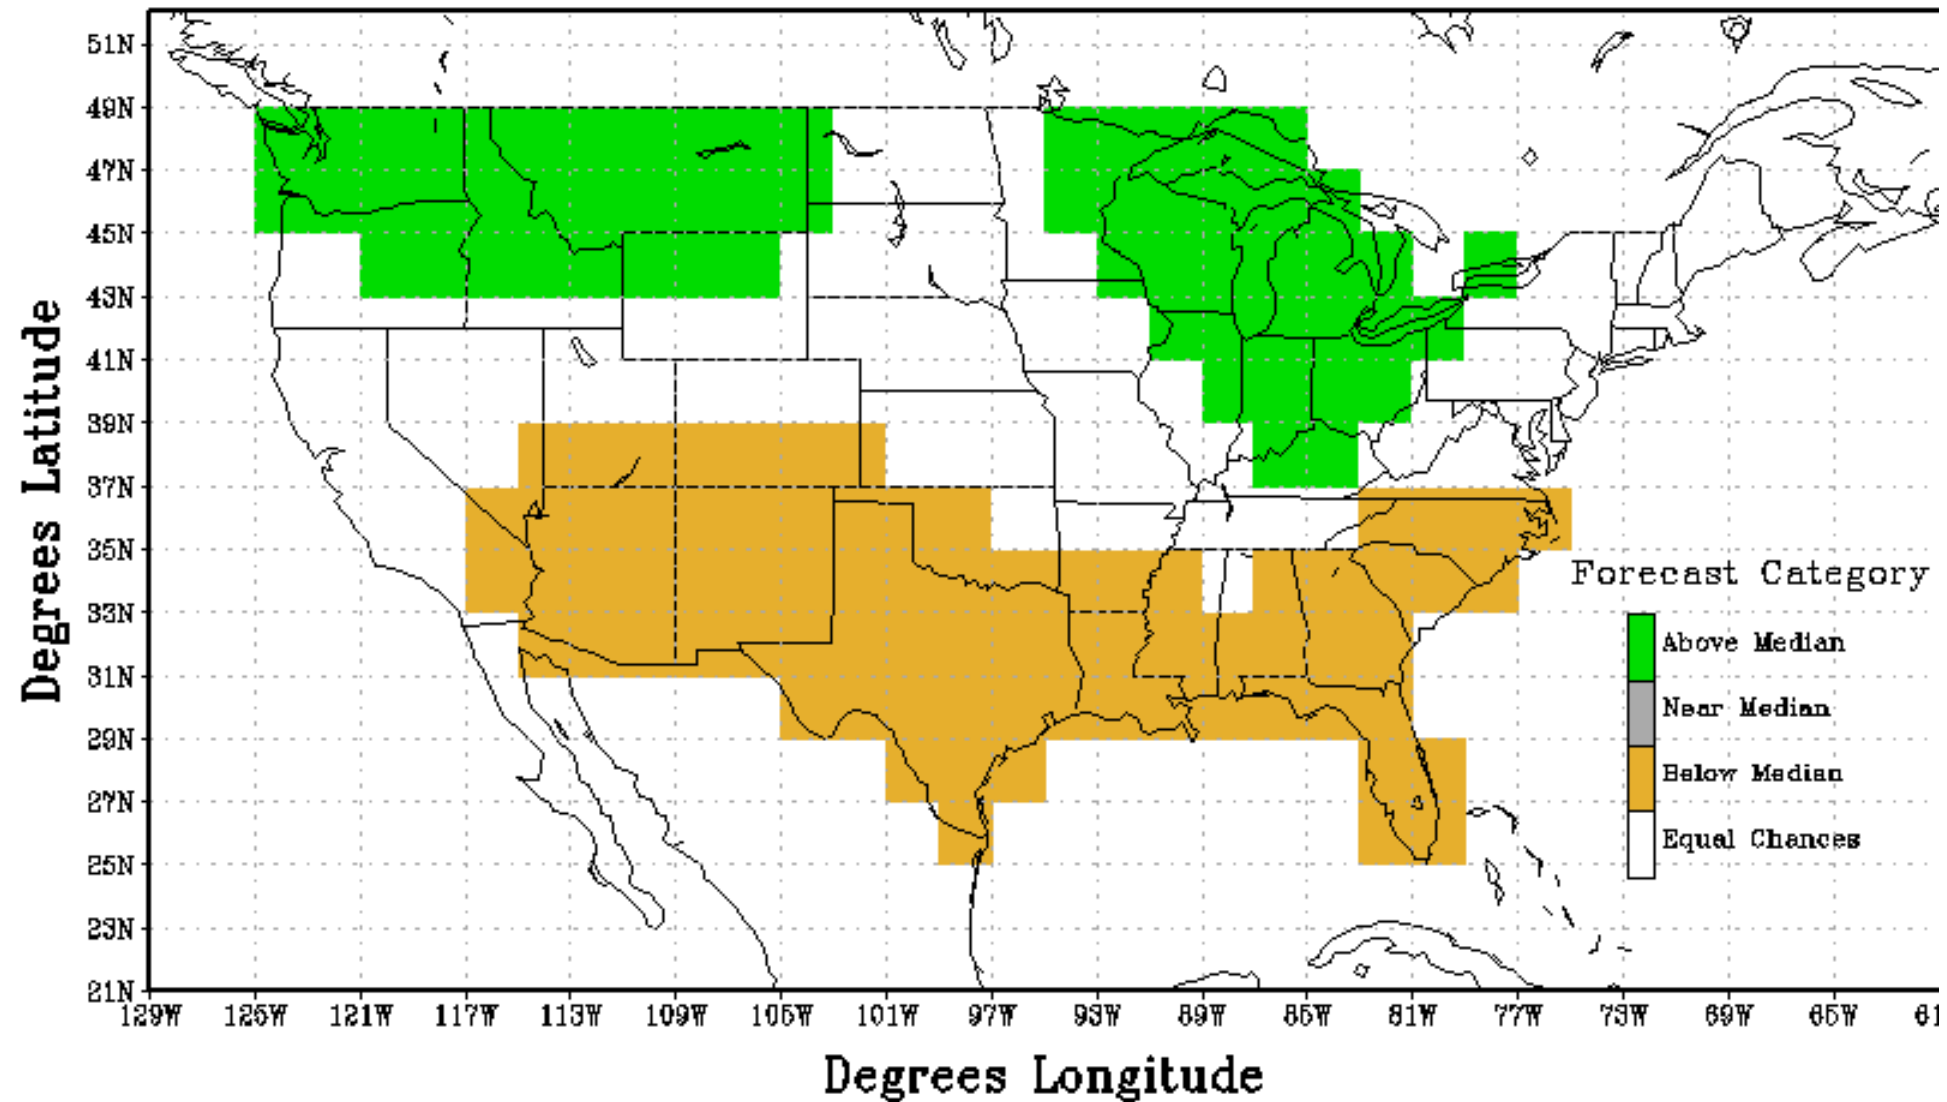 51N
49N
47N
45N
43N
41N
39N
37N
35N
33N
31N
29N
27N
25N
23N
21N
Degrees Latitude
129W 125W 121W 117W 113W 109W 105W 101W 97W 93W 89W 85W 81W 77W 73W 69W 65W 61
Degrees Longitude
Forecast Category
Above Median
Near Median
Below Median
Equal Chances